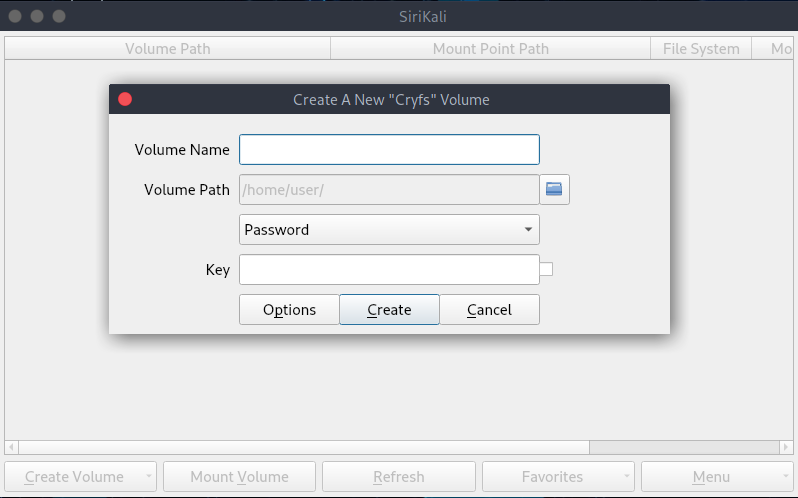 SiriKali
Volume Path Mount Point Path File System Mo
Create A New "Cryfs" Volume
Volume Name
Volume Path /home/user/
Password
Key
Options Create Cancel
Create Volume Mount Volume Refresh Favorites Menu